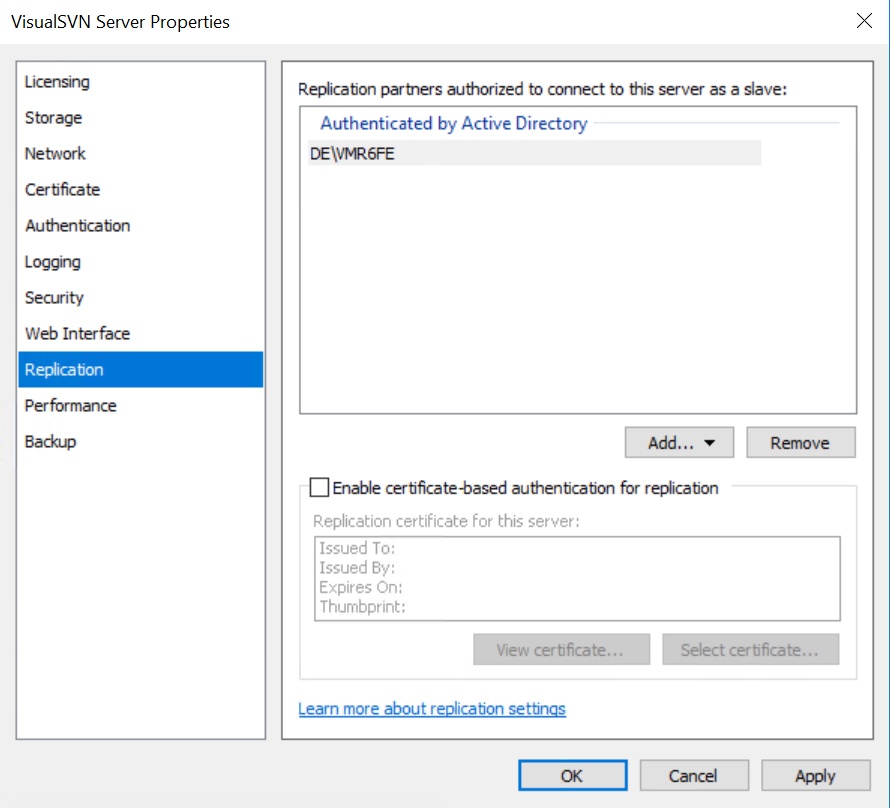 VisualSVN Server Properties
Licensing
Storage
Network
Certificate
Authentication
Logging
Security
Web Interface
Replication
Performance
Backup
Replication partners authorized to connect to this server as a slave:
Authenticated by Active Directory
DE\VMR6FE
Add...
Remove
Enable certificate-based authentication for replication
Replication certificate for this server:
Issued To:
Issued By:
Expires On:
Thumbprint:
View certificate...
Select certificate...
Learn more about replication settings
OK
Cancel
Apply